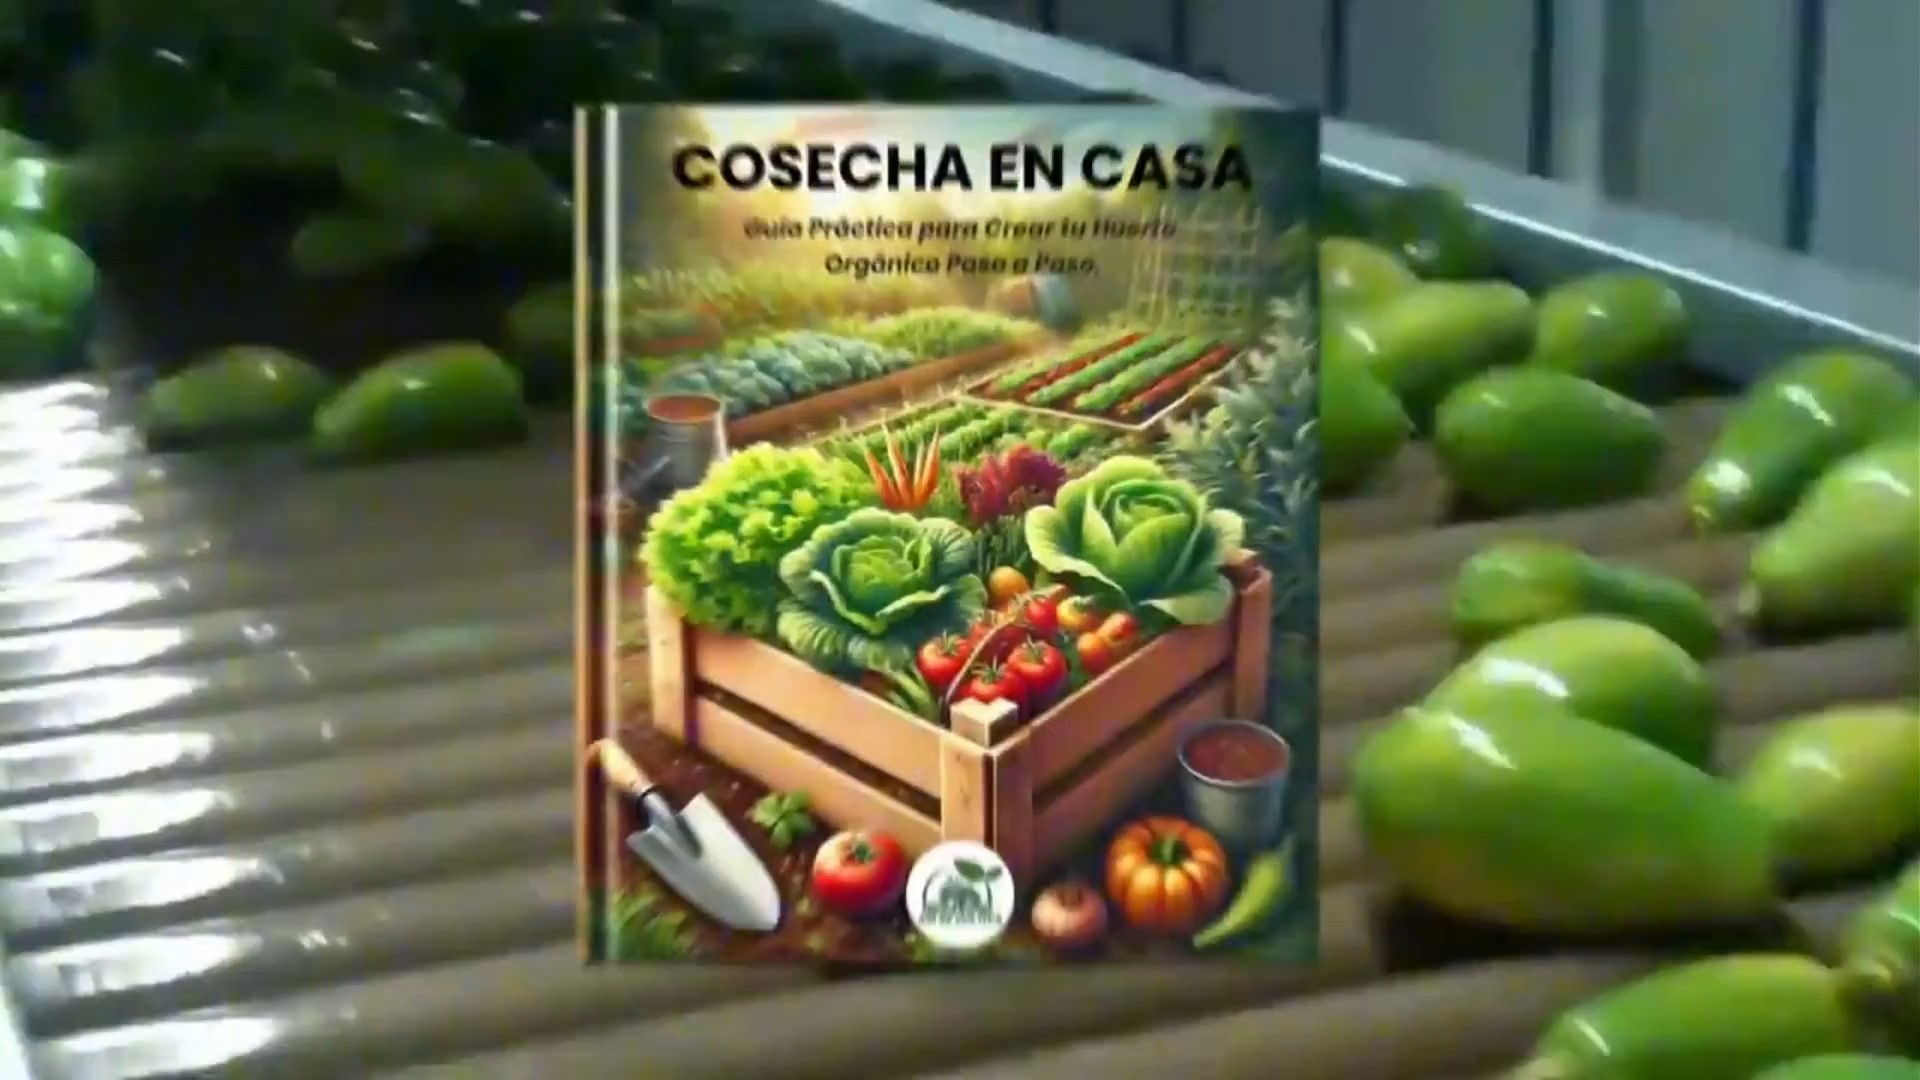 COSECHA EN CASA
Guía Práctica para Crear tu Huerto
Orgánico Paso a Paso.